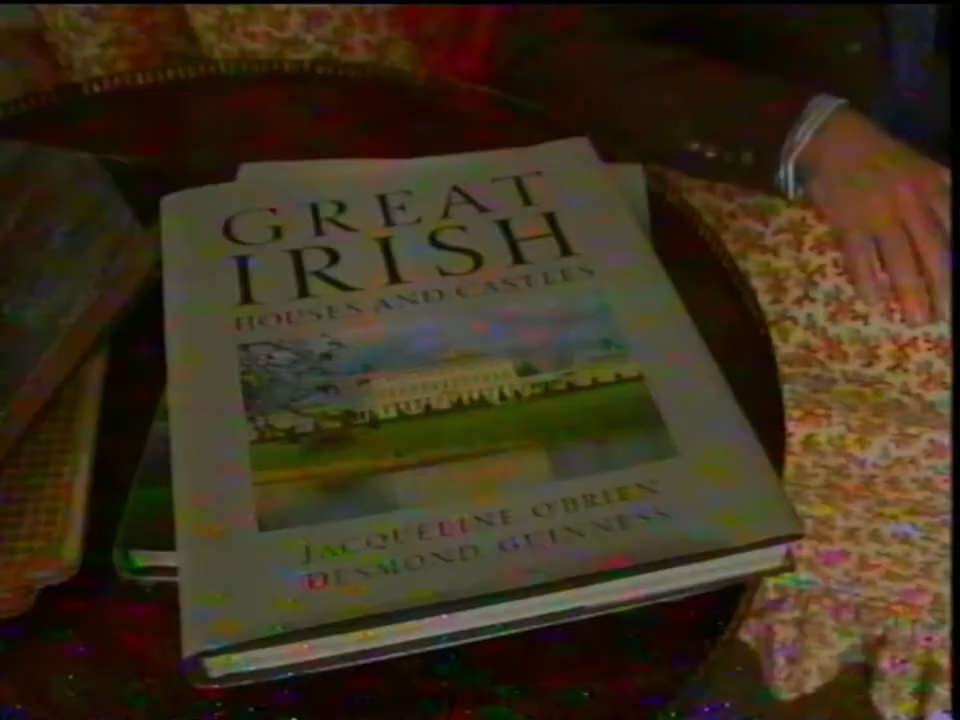 GREAT
IRISH
HOUSES AND CASTLES
JACQUELINE O'BRIEN
DESMOND GUINNESS